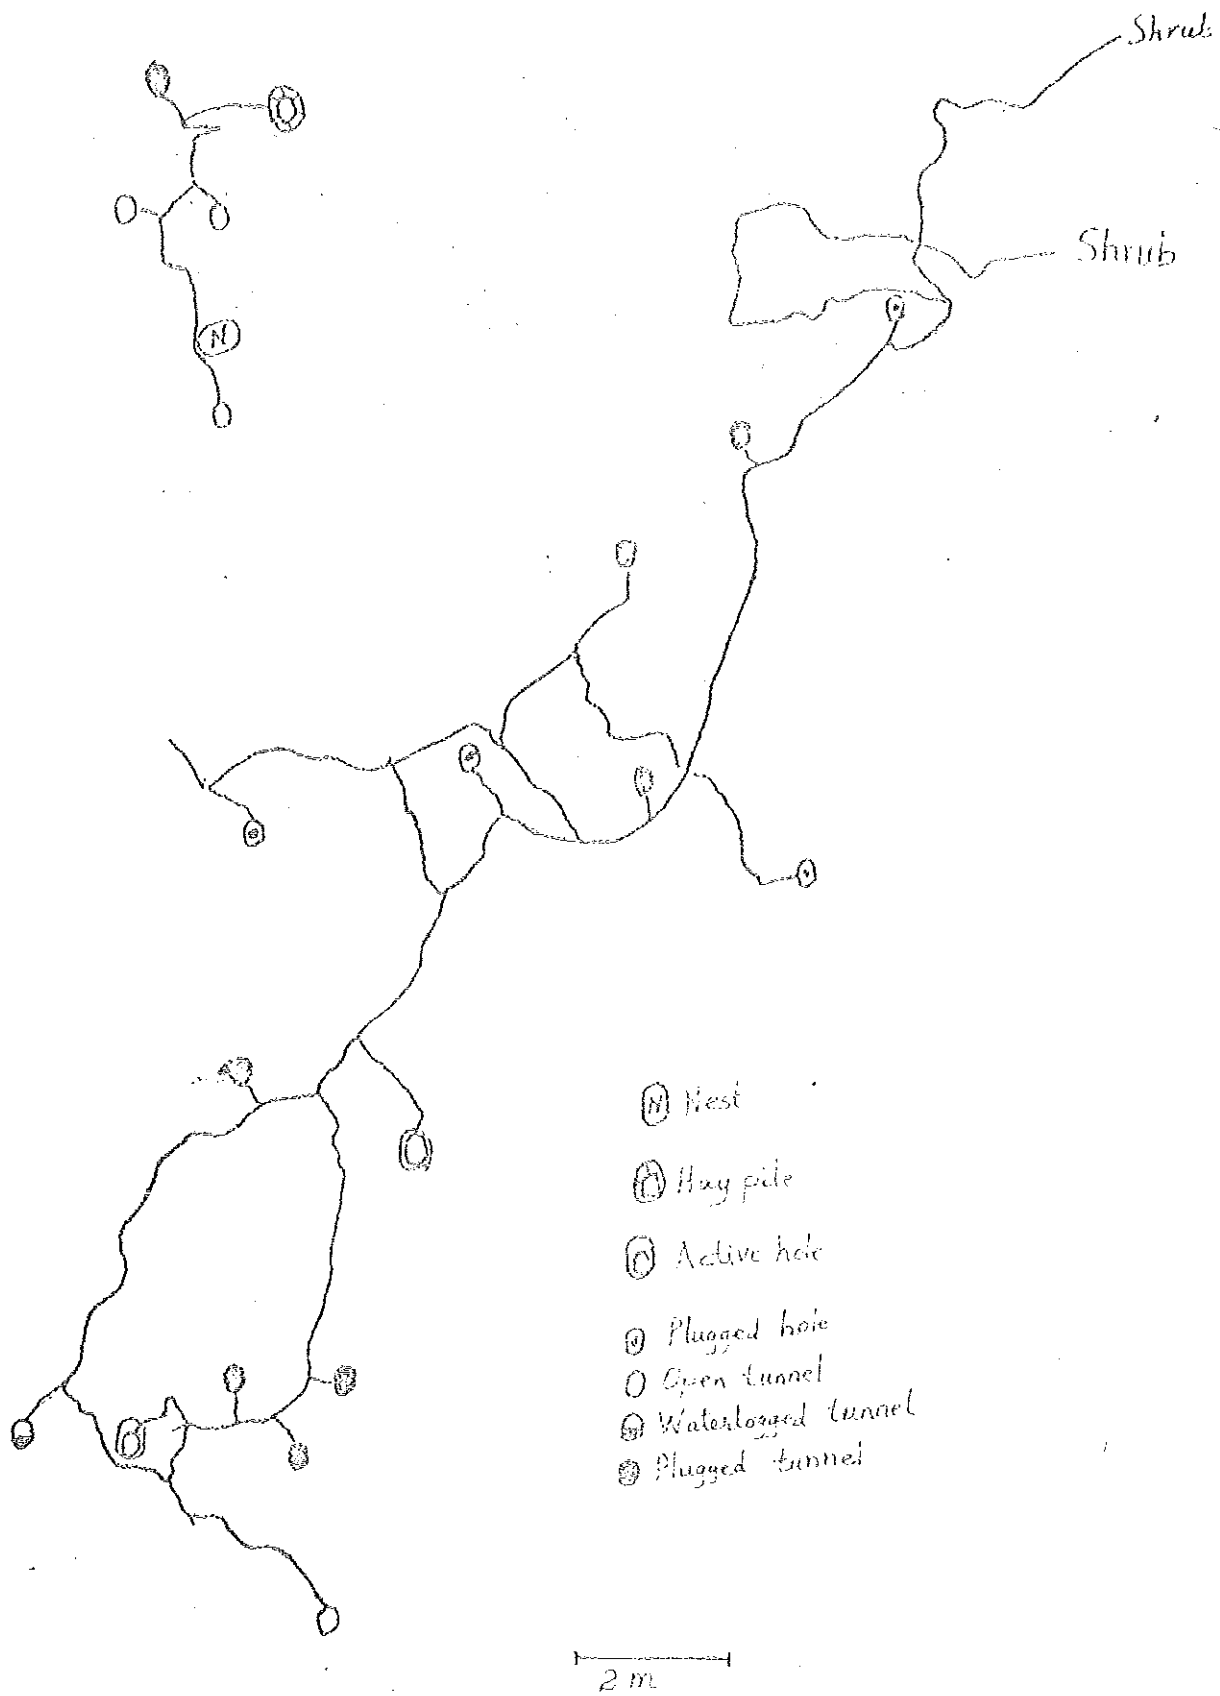 Shrub
Shrub
N
N Nest
Hay pile
Active hole
Plugged hole
Open tunnel
Waterlogged tunnel
Plugged tunnel
2 m